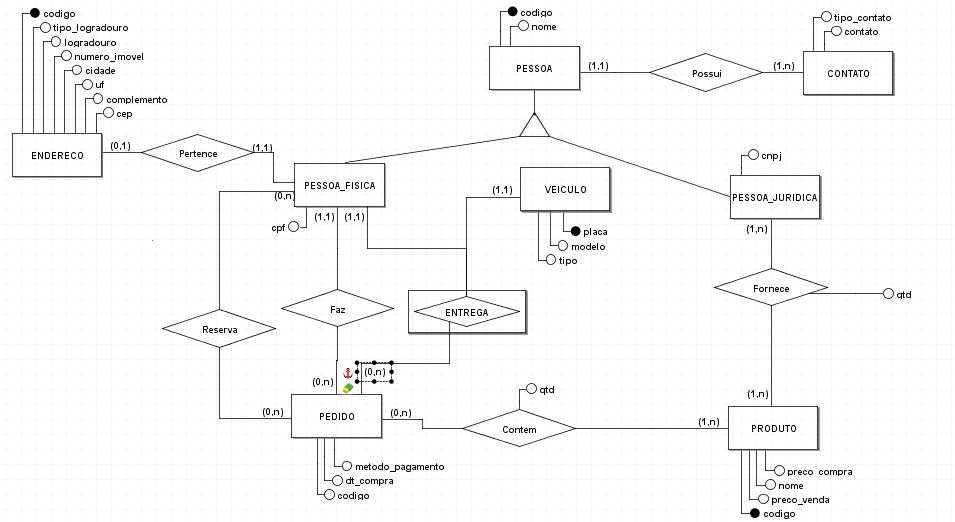 codigo
tipo_logradouro
logradouro
numero_imovel
cidade
uf
complemento
cep
ENDERECO
(0,1)
Pertence
(1,1)
codigo
nome
PESSOA
(1,1)
Possui
(1,n)
tipo_contato
contato
CONTATO
PESSOA_FISICA
(0,n)
cpf
(1,1)
(1,1)
(1,1)
VEICULO
placa
modelo
tipo
cnpj
PESSOA_JURIDICA
(1,n)
Fornece
qtd
(1,n)
Reserva
Faz
ENTREGA
(0,n)
(0,n)
(0,n)
PEDIDO
(0,n)
metodo_pagamento
dt_compra
codigo
qtd
Contem
(1,n)
PRODUTO
preco_compra
nome
preco_venda
codigo